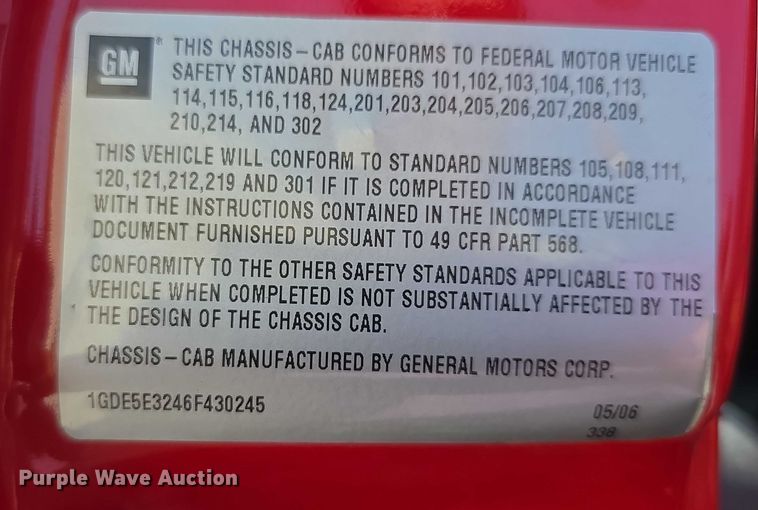 GM ® THIS CHASSIS-CAB CONFORMS TO FEDERAL MOTOR VEHICLE
SAFETY STANDARD NUMBERS 101,102,103,104,106,113,
114,115,116,118,124,201,203,204,205,206,207,208,209,
210,214, AND 302
THIS VEHICLE WILL CONFORM TO STANDARD NUMBERS 105,108,111,
120,121,212,219 AND 301 IF IT IS COMPLETED IN ACCORDANCE
WITH THE INSTRUCTIONS CONTAINED IN THE INCOMPLETE VEHICLE
DOCUMENT FURNISHED PURSUANT TO 49 CFR PART 568.
CONFORMITY TO THE OTHER SAFETY STANDARDS APPLICABLE TO THIS
VEHICLE WHEN COMPLETED IS NOT SUBSTANTIALLY AFFECTED BY THE
THE DESIGN OF THE CHASSIS CAB.
CHASSIS-CAB MANUFACTURED BY GENERAL MOTORS CORP.
1GDE5E3246F430245 05/06
338
Purple Wave Auction